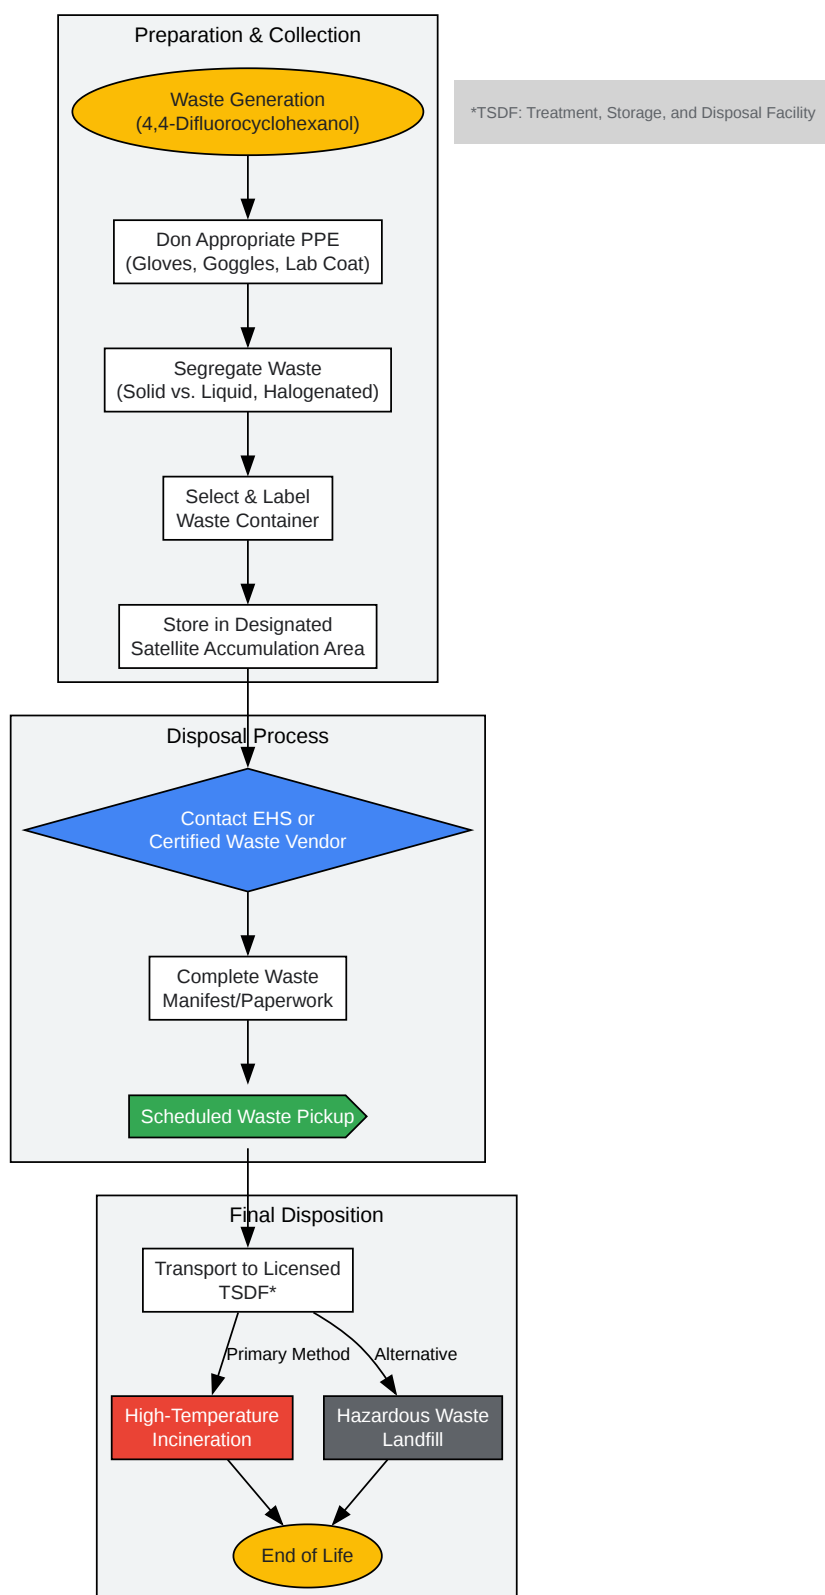 Preparation & Collection
Waste Generation
(4,4-Difluorocyclohexanol)
*TSDF: Treatment, Storage, and Disposal Facility
Don Appropriate PPE
(Gloves, Goggles, Lab Coat)
Segregate Waste
(Solid vs. Liquid, Halogenated)
Select & Label
Waste Container
Store in Designated
Satellite Accumulation Area
Disposal Process
Contact EHS or
Certified Waste Vendor
Complete Waste
Manifest/Paperwork
Scheduled Waste Pickup
Final Disposition
Transport to Licensed
TSDF*
Primary Method
Alternative
High-Temperature
Incineration
Hazardous Waste
Landfill
End of Life